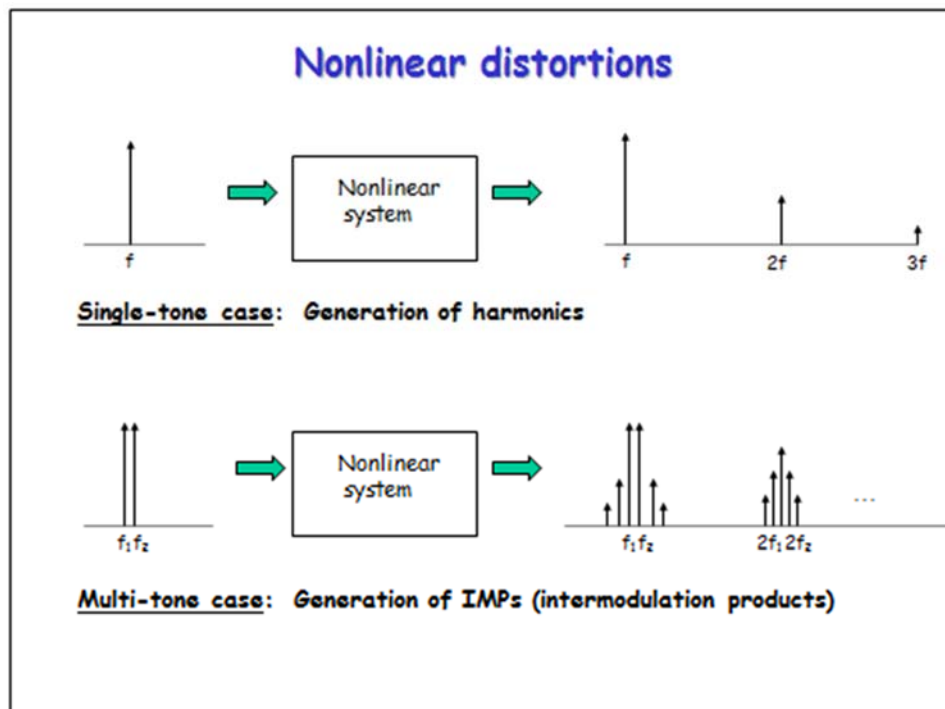 Nonlinear distortions
Nonlinear
system
f
f
2f
3f
Single-tone case: Generation of harmonics
Nonlinear
system
...
f₁f₂
f₁f₂
2f₁2f₂
Multi-tone case: Generation of IMPs (intermodulation products)